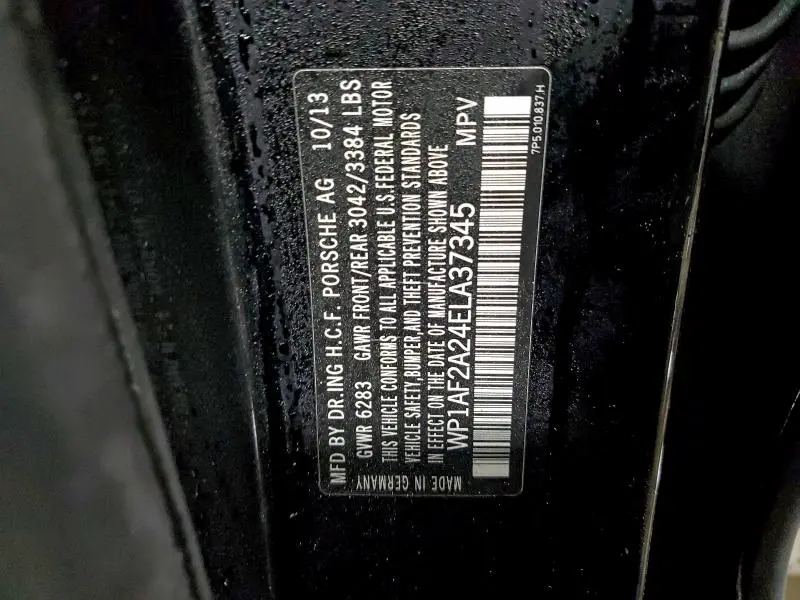 MFD BY DR.ING H.C.F. PORSCHE AG 10/13
GVWR 6283 GAWR FRONT/REAR 3042/3384 LBS
THIS VEHICLE CONFORMS TO ALL APPLICABLE U.S.FEDERAL MOTOR
VEHICLE SAFETY,BUMPER,AND THEFT PREVENTION STANDARDS
IN EFFECT ON THE DATE OF MANUFACTURE SHOWN ABOVE
WP1AF2A24ELA37345 MPV
MADE IN GERMANY
7P5.010.837.H